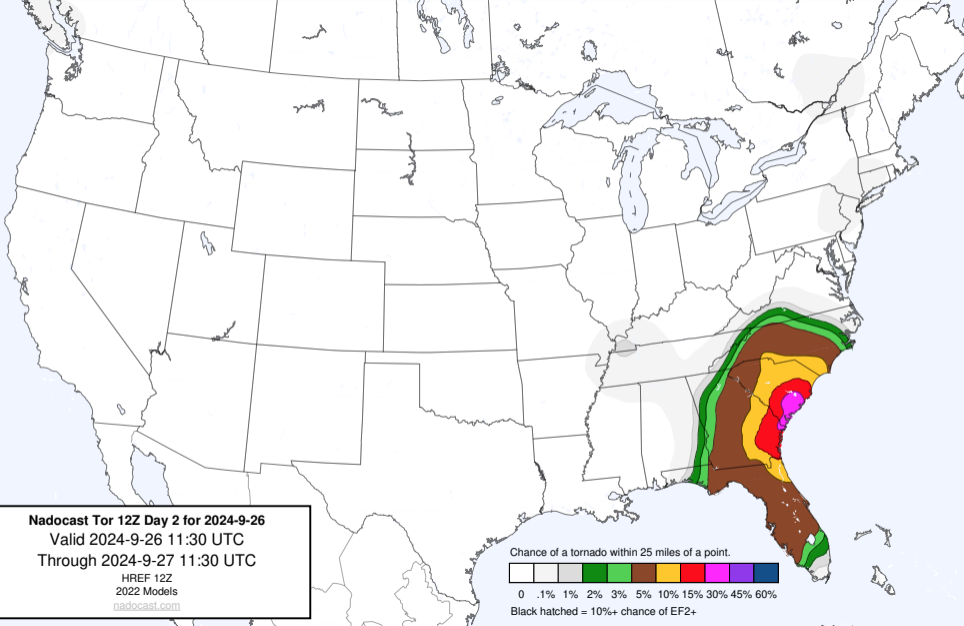 Nadocast Tor 12Z Day 2 for 2024-9-26
Valid 2024-9-26 11:30 UTC
Through 2024-9-27 11:30 UTC
HREF 12Z
2022 Models
nadocast.com
Chance of a tornado within 25 miles of a point.
0 .1% 1% 2% 3% 5% 10% 15% 30% 45% 60%
Black hatched = 10%+ chance of EF2+